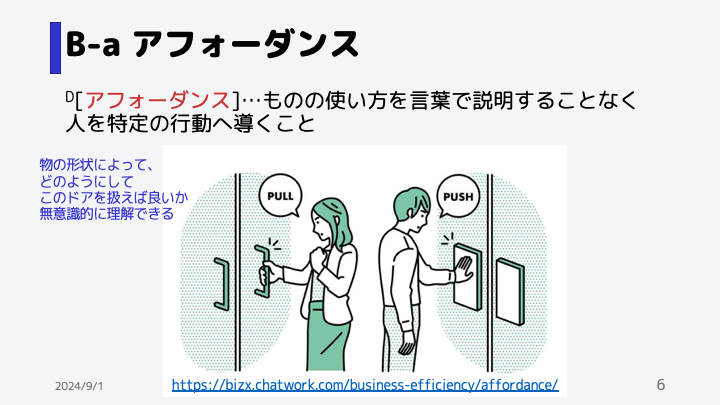 B-a アフォーダンス
D[アフォーダンス]…ものの使い方を言葉で説明することなく
人を特定の行動へ導くこと
物の形状によって、
どのようにして
このドアを扱えば良いか
無意識的に理解できる
PULL
PUSH
https://bizx.chatwork.com/business-efficiency/affordance/
2024/9/1
6